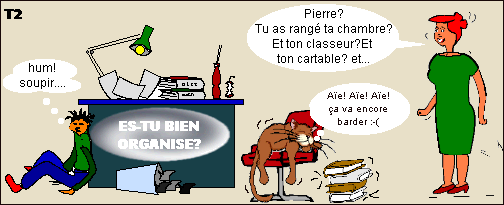 T2
hum!
soupir....
ES-TU BIEN
ORGANISE?
Pierre?
Tu as rangé ta chambre?
Et ton classeur?Et
ton cartable? et...
Aïe! Aïe! Aïe!
ça va encore
barder :-(